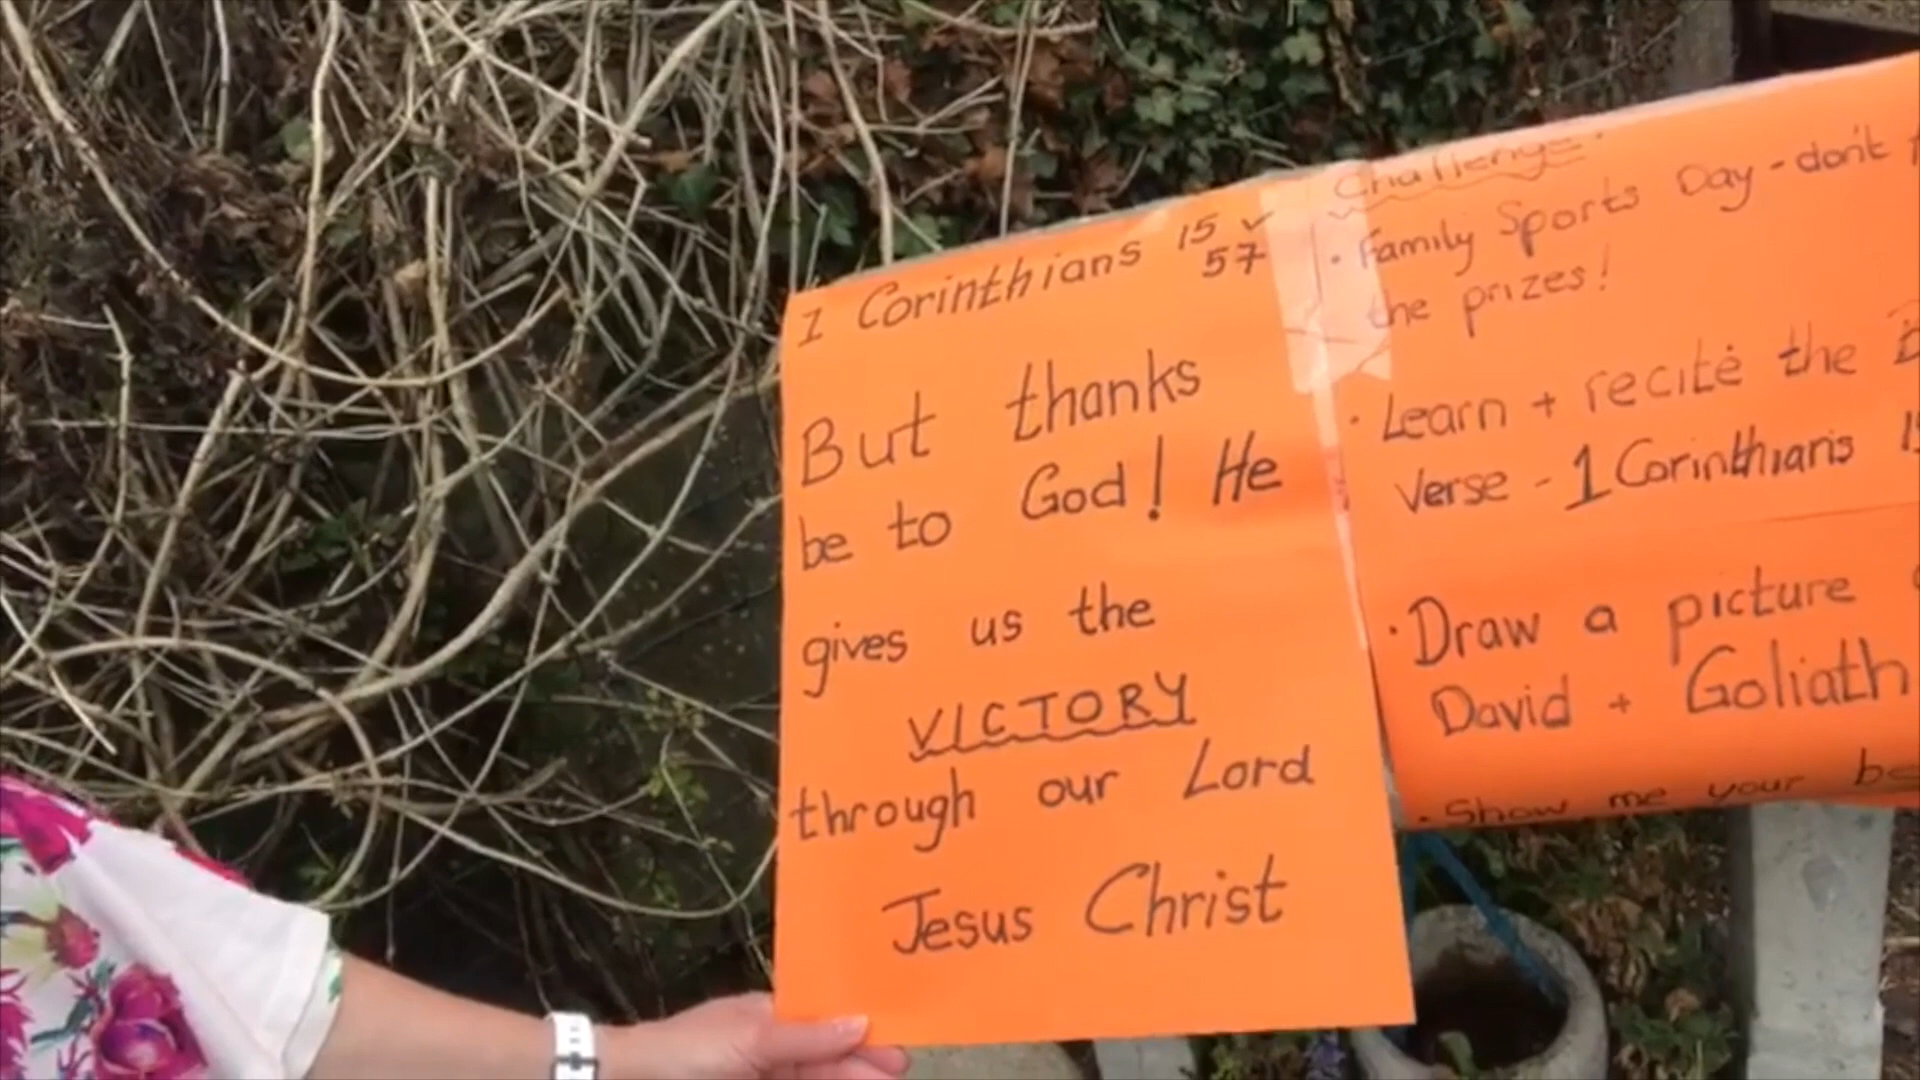 1 Corinthians 15 v
57
But thanks
be to God! He
gives us the
VICTORY
through our Lord
Jesus Christ
Challenge
· Family Sports Day - don't
the prizes!
· Learn + recite the
Verse - 1 Corinthians
· Draw a picture
David + Goliath
· Show me your